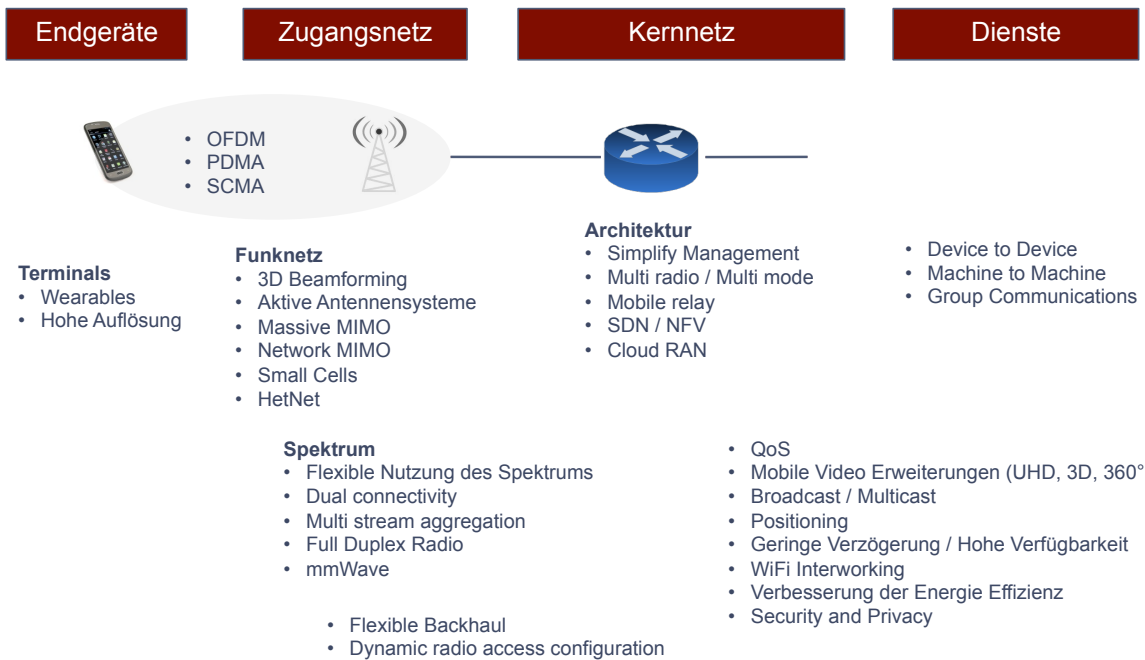 Endgeräte
Zugangsnetz
Kernnetz
Dienste
• OFDM
• PDMA
• SCMA
Terminals
• Wearables
• Hohe Auflösung
Funknetz
• 3D Beamforming
• Aktive Antennensysteme
• Massive MIMO
• Network MIMO
• Small Cells
• HetNet
Architektur
• Simplify Management
• Multi radio / Multi mode
• Mobile relay
• SDN / NFV
• Cloud RAN
• Device to Device
• Machine to Machine
• Group Communications
Spektrum
• Flexible Nutzung des Spektrums
• Dual connectivity
• Multi stream aggregation
• Full Duplex Radio
• mmWave
• Flexible Backhaul
• Dynamic radio access configuration
• QoS
• Mobile Video Erweiterungen (UHD, 3D, 360°
• Broadcast / Multicast
• Positioning
• Geringe Verzögerung / Hohe Verfügbarkeit
• WiFi Interworking
• Verbesserung der Energie Effizienz
• Security and Privacy